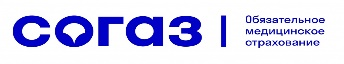 согаз
Обязательное
медицинское
страхование